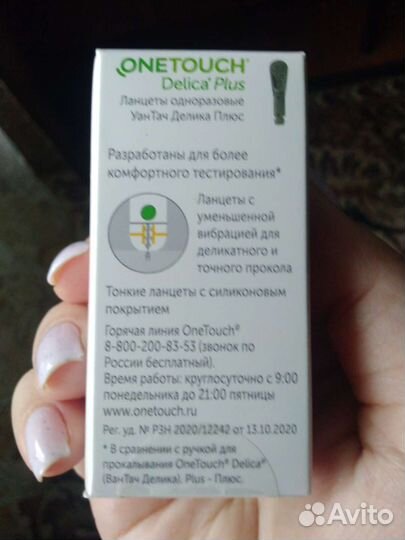 ONETOUCH®
Delica® Plus
Ланцеты одноразовые
УанТач Делика Плюс
Разработаны для более
комфортного тестирования*
Ланцеты с
уменьшенной
вибрацией для
деликатного и
точного прокола
Тонкие ланцеты с силиконовым
покрытием
Горячая линия OneTouch®
8-800-200-83-53 (звонок по
России бесплатный).
Время работы: круглосуточно с 9:00
понедельника до 21:00 пятницы
www.onetouch.ru
Рег. уд. № РЗН 2020/12242 от 13.10.2020
* В сравнении с ручкой для
прокалывания OneTouch® Delica®
(ВанТач Делика). Plus - Плюс.
Avito